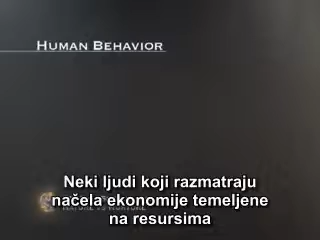 HUMAN BEHAVIOR
Neki ljudi koji razmatraju
načela ekonomije temeljene
na resursima